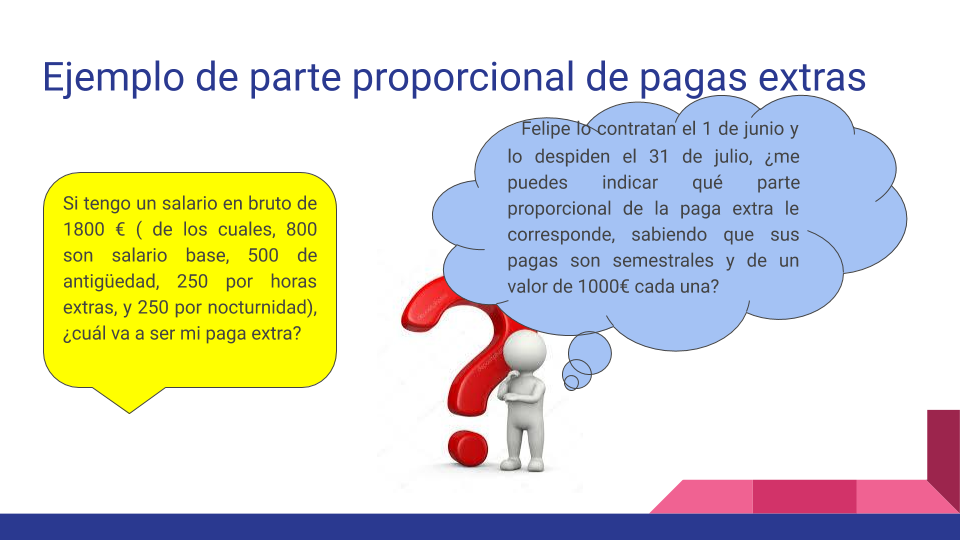 Ejemplo de parte proporcional de pagas extras
Si tengo un salario en bruto de
1800 € ( de los cuales, 800
son salario base, 500 de
antigüedad, 250 por horas
extras, y 250 por nocturnidad),
¿cuál va a ser mi paga extra?
Felipe lo contratan el 1 de junio y
lo despiden el 31 de julio, ¿me
puedes indicar qué parte
proporcional de la paga extra le
corresponde, sabiendo que sus
pagas son semestrales y de un
valor de 1000€ cada una?